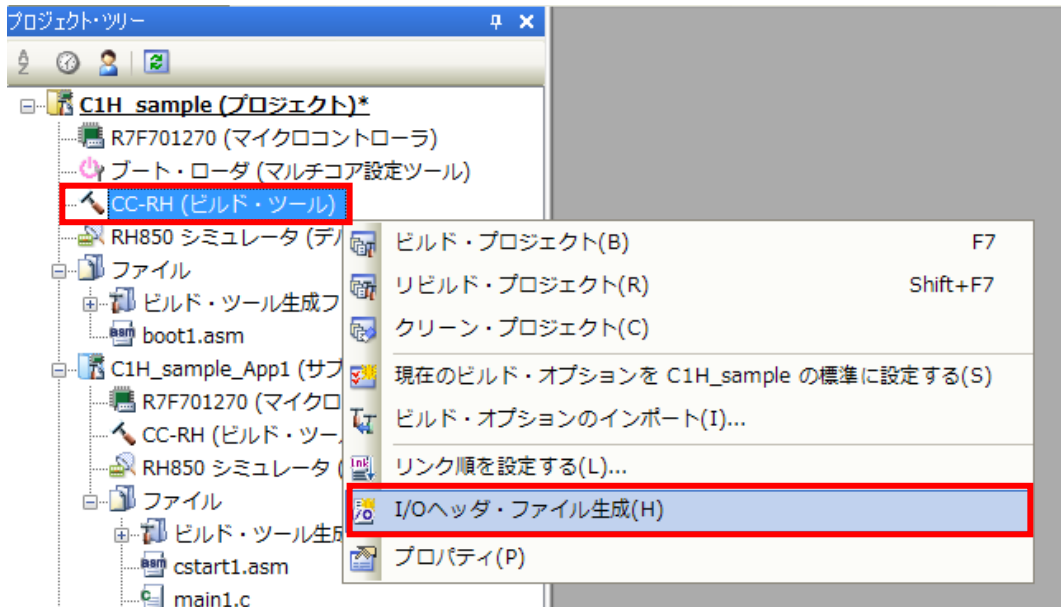 プロジェクト・ツリー
C1H_sample (プロジェクト)*
R7F701270 (マイクロコントローラ)
ブート・ローダ (マルチコア設定ツール)
CC-RH (ビルド・ツール)
RH850 シミュレータ (デバ
ファイル
ビルド・ツール生成フ
boot1.asm
C1H_sample_App1 (サブ
R7F701270 (マイクロ
CC-RH (ビルド・ツー
RH850 シミュレータ (
ファイル
ビルド・ツール生成
cstart1.asm
main1.c
ビルド・プロジェクト(B) F7
リビルド・プロジェクト(R) Shift+F7
クリーン・プロジェクト(C)
現在のビルド・オプションを C1H_sample の標準に設定する(S)
ビルド・オプションのインポート(I)...
リンク順を設定する(L)...
I/Oヘッダ・ファイル生成(H)
プロパティ(P)